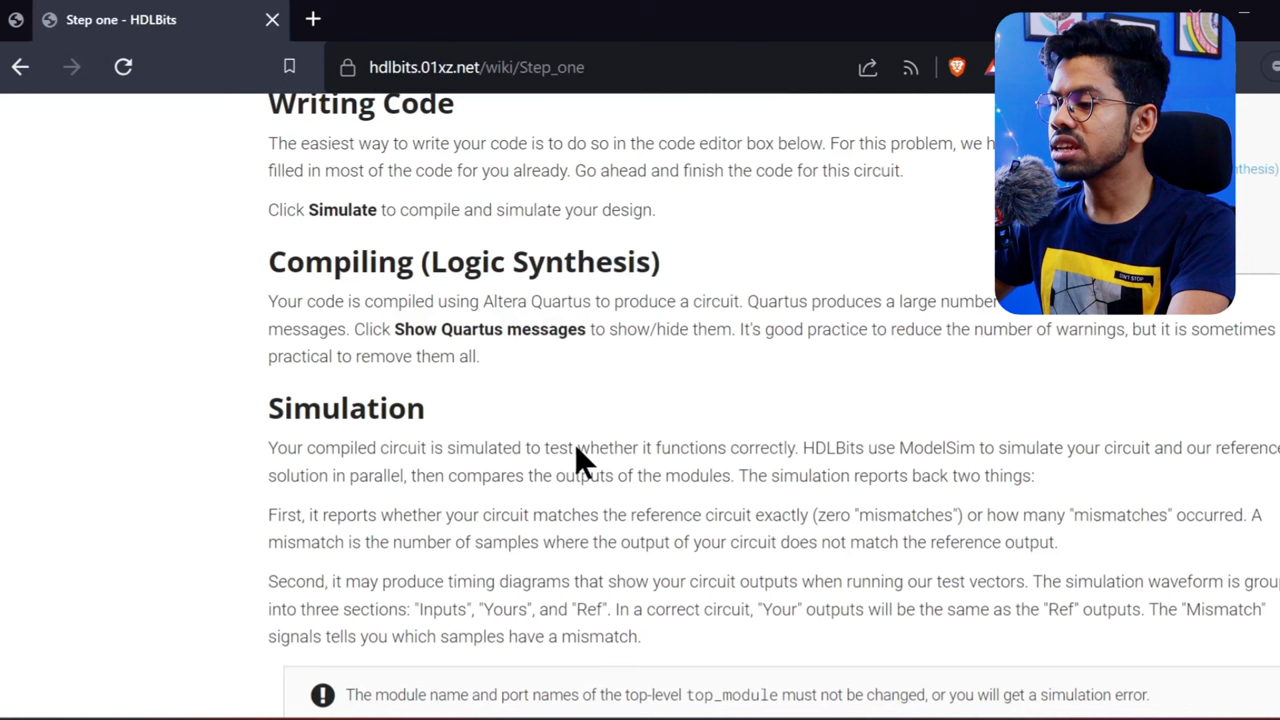 Step one - HDLBits
hdlbits.01xz.net/wiki/Step_one
Writing Code
The easiest way to write your code is to do so in the code editor box below. For this problem, we h
filled in most of the code for you already. Go ahead and finish the code for this circuit.
nthesis)
Click Simulate to compile and simulate your design.
Compiling (Logic Synthesis)
Your code is compiled using Altera Quartus to produce a circuit. Quartus produces a large number
messages. Click Show Quartus messages to show/hide them. It's good practice to reduce the number of warnings, but it is sometimes
practical to remove them all.
DON'T STOP
Simulation
Your compiled circuit is simulated to test whether it functions correctly. HDLBits use ModelSim to simulate your circuit and our reference
solution in parallel, then compares the outputs of the modules. The simulation reports back two things:
First, it reports whether your circuit matches the reference circuit exactly (zero "mismatches") or how many "mismatches" occurred. A
mismatch is the number of samples where the output of your circuit does not match the reference output.
Second, it may produce timing diagrams that show your circuit outputs when running our test vectors. The simulation waveform is group
into three sections: "Inputs", "Yours", and "Ref". In a correct circuit, "Your" outputs will be the same as the "Ref" outputs. The "Mismatch"
signals tells you which samples have a mismatch.
The module name and port names of the top-level top_module must not be changed, or you will get a simulation error.